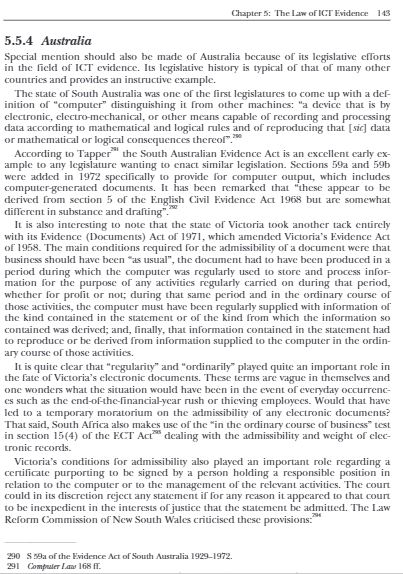 Chapter 5: The Law of ICT Evidence 143
5.5.4 Australia
Special mention should also be made of Australia because of its legislative efforts
in the field of ICT evidence. Its legislative history is typical of that of many other
countries and provides an instructive example.
The state of South Australia was one of the first legislatures to come up with a def-
inition of "computer" distinguishing it from other machines: "a device that is by
electronic, electro-mechanical, or other means capable of recording and processing
data according to mathematical and logical rules and of reproducing that [sic] data
or mathematical or logical consequences thereof".290
According to Tapper291 the South Australian Evidence Act is an excellent early ex-
ample to any legislature wanting to enact similar legislation. Sections 59a and 59b
were added in 1972 specifically to provide for computer output, which includes
computer-generated documents. It has been remarked that "these appear to be
derived from section 5 of the English Civil Evidence Act 1968 but are somewhat
different in substance and drafting".292
It is also interesting to note that the state of Victoria took another tack entirely
with its Evidence (Documents) Act of 1971, which amended Victoria's Evidence Act
of 1958. The main conditions required for the admissibility of a document were that
business should have been "as usual", the document had to have been produced in a
period during which the computer was regularly used to store and process infor-
mation for the purpose of any activities regularly carried on during that period,
whether for profit or not; during that same period and in the ordinary course of
those activities, the computer must have been regularly supplied with information of
the kind contained in the statement or of the kind from which the information so
contained was derived; and, finally, that information contained in the statement had
to reproduce or be derived from information supplied to the computer in the ordin-
ary course of those activities.
It is quite clear that "regularity" and "ordinarily" played quite an important role in
the fate of Victoria's electronic documents. These terms are vague in themselves and
one wonders what the situation would have been in the event of everyday occurrenc-
es such as the end-of-the-financial-year rush or thieving employees. Would that have
led to a temporary moratorium on the admissibility of any electronic documents?
That said, South Africa also makes use of the "in the ordinary course of business" test
in section 15(4) of the ECT Act293 dealing with the admissibility and weight of elec-
tronic records.
Victoria's conditions for admissibility also played an important role regarding a
certificate purporting to be signed by a person holding a responsible position in
relation to the computer or to the management of the relevant activities. The court
could in its discretion reject any statement if for any reason it appeared to that court
to be inexpedient in the interests of justice that the statement be admitted. The Law
Reform Commission of New South Wales criticised these provisions:294
290 S 59a of the Evidence Act of South Australia 1929–1972.
291 Computer Law 168 ff.